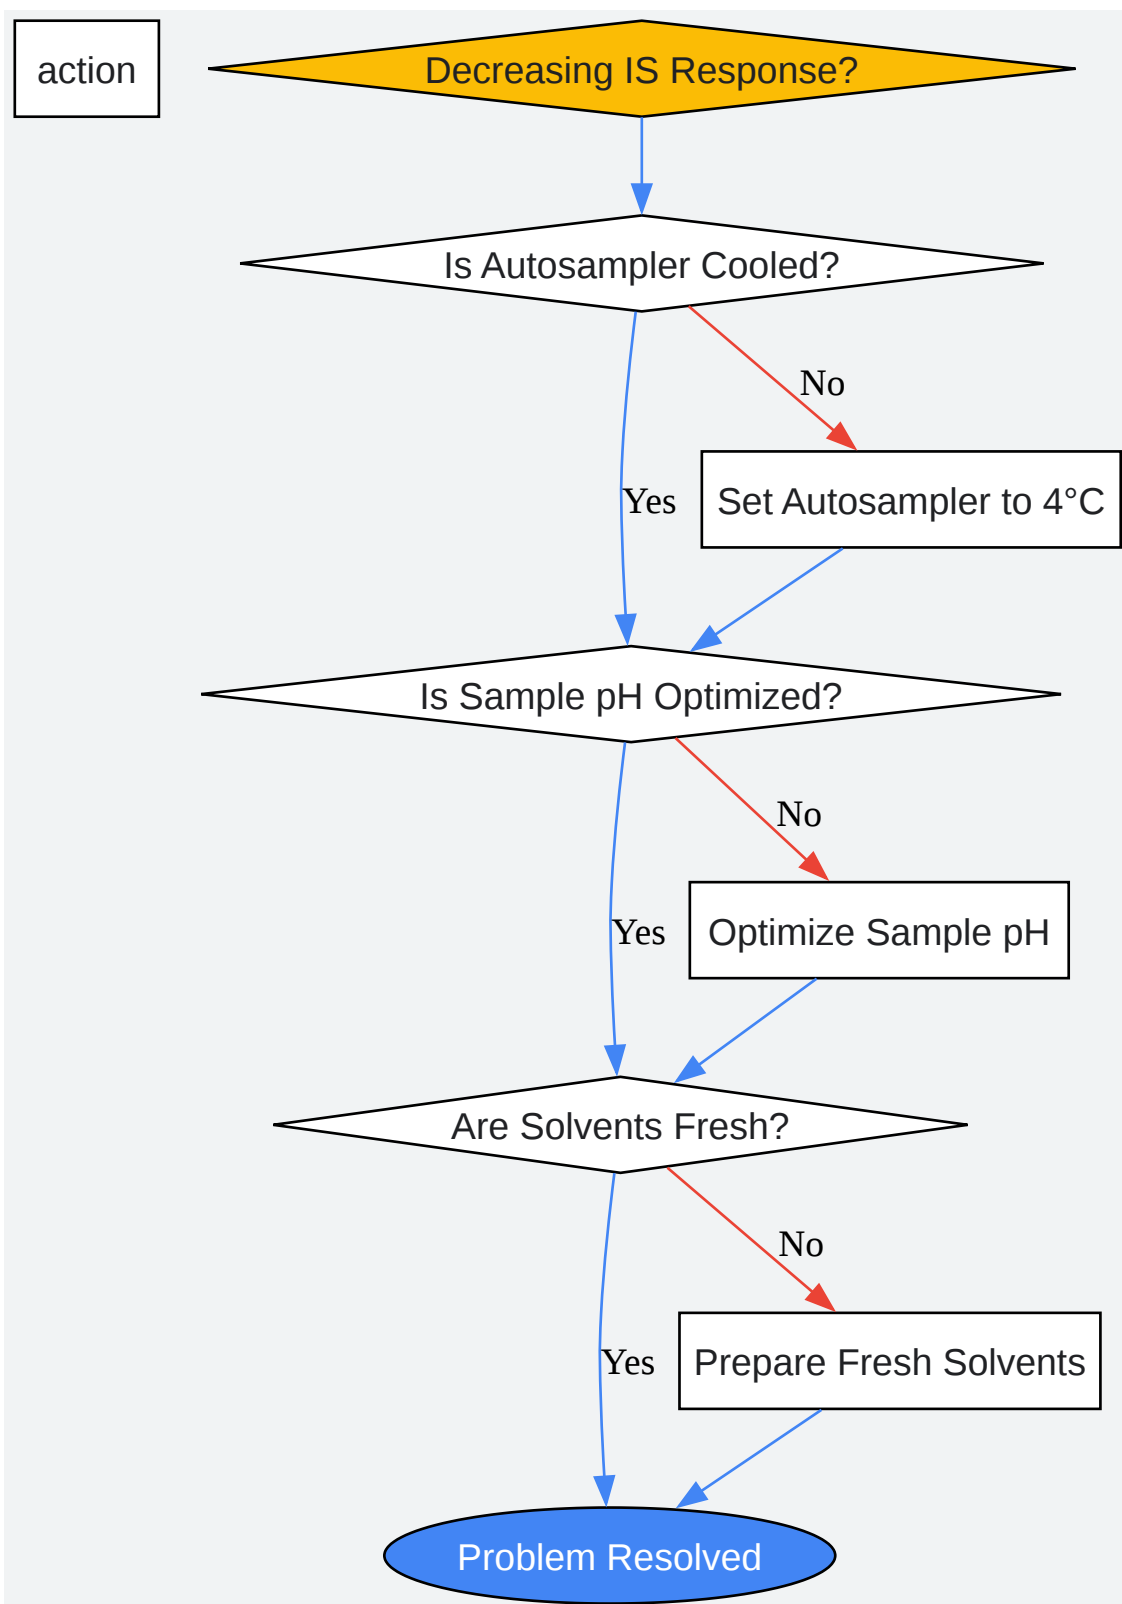 action
Decreasing IS Response?
Is Autosampler Cooled?
No
Yes
Set Autosampler to 4°C
Is Sample pH Optimized?
No
Yes
Optimize Sample pH
Are Solvents Fresh?
No
Yes
Prepare Fresh Solvents
Problem Resolved